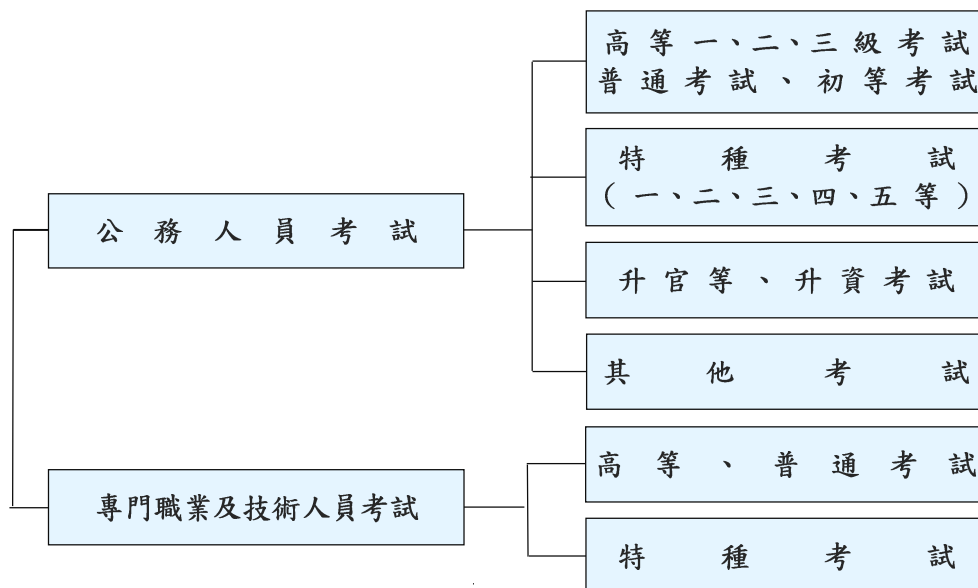 高等一、二、三級考試
普通考試、初等考試
特種考試
(一、二、三、四、五等)
公務人員考試
升官等、升資考試
其他考試
高等、普通考試
專門職業及技術人員考試
特種考試